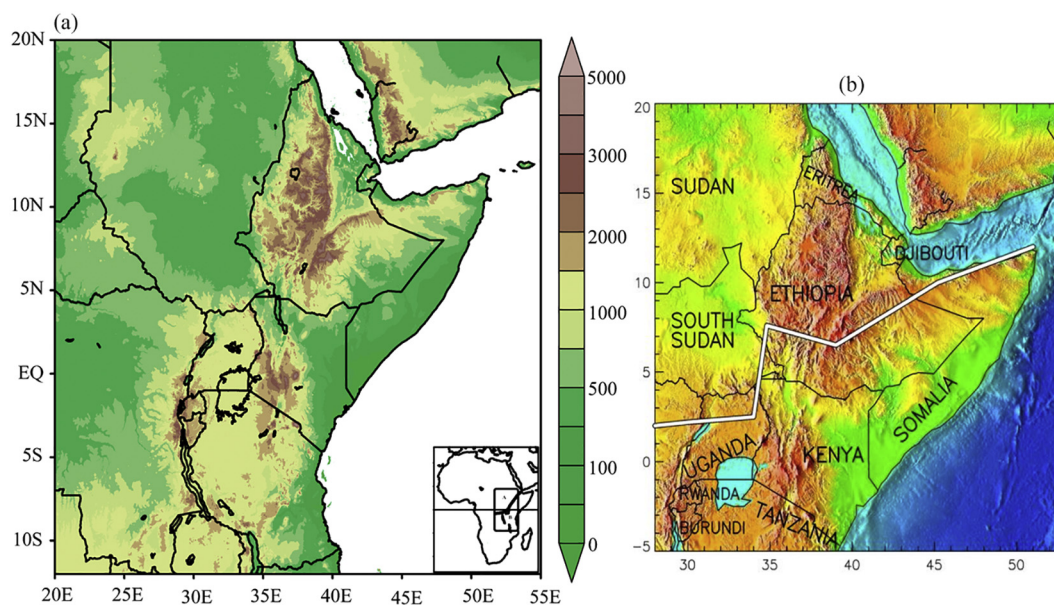 (a)
20N
15N
10N
5N
EQ
5S
10S
20E 25E 30E 35E 40E 45E 50E 55E
5000
3000
2000
1000
500
100
0
(b)
20
15
10
5
0
-5
30 35 40 45 50
SUDAN
ERITREA
DJIBOUTI
ETHIOPIA
SOUTH
SUDAN
SOMALIA
UGANDA
KENYA
RWANDA
TANZANIA
BURUNDI